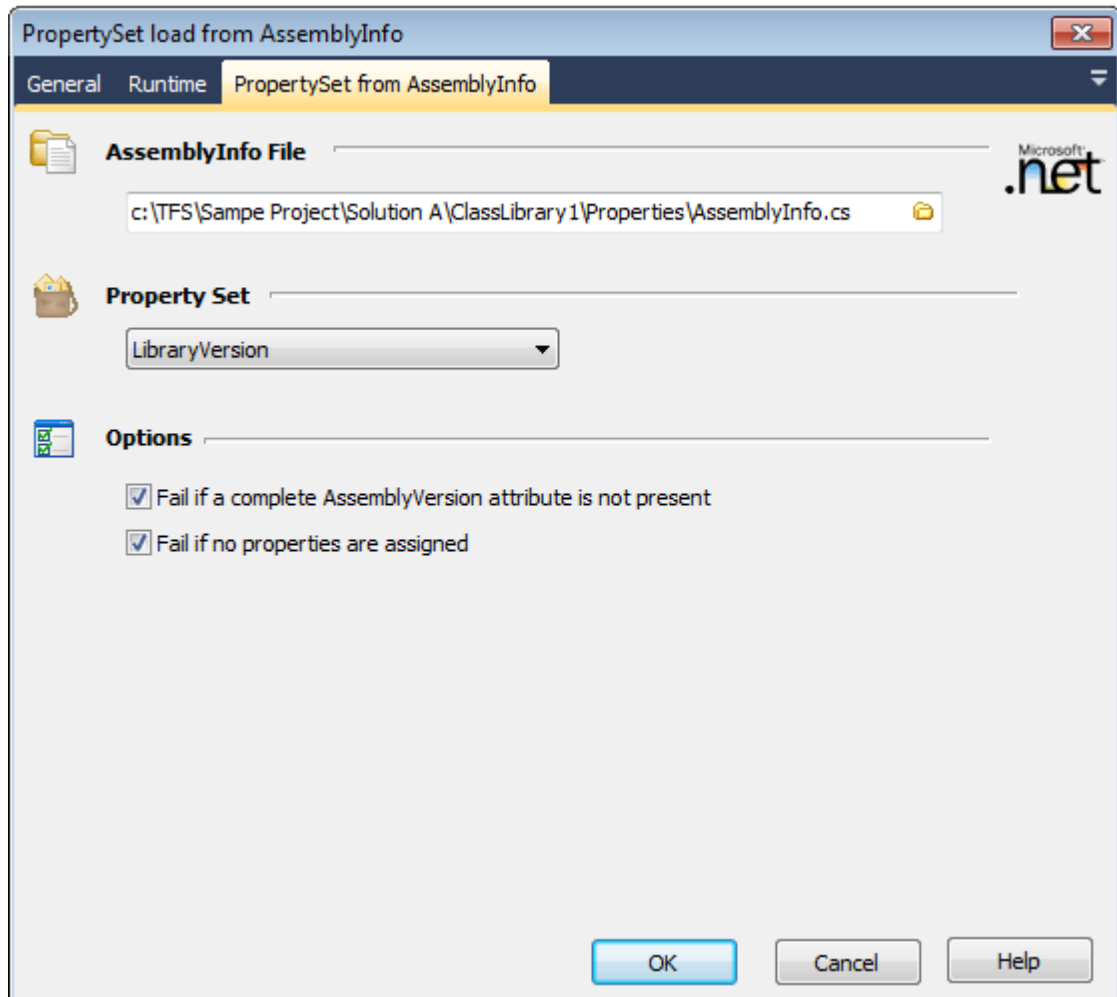 PropertySet load from AssemblyInfo
General Runtime PropertySet from AssemblyInfo
AssemblyInfo File
Microsoft
.net
c:\TFS\Sampe Project\Solution A\ClassLibrary1\Properties\AssemblyInfo.cs
Property Set
LibraryVersion
Options
Fail if a complete AssemblyVersion attribute is not present
Fail if no properties are assigned
OK Cancel Help